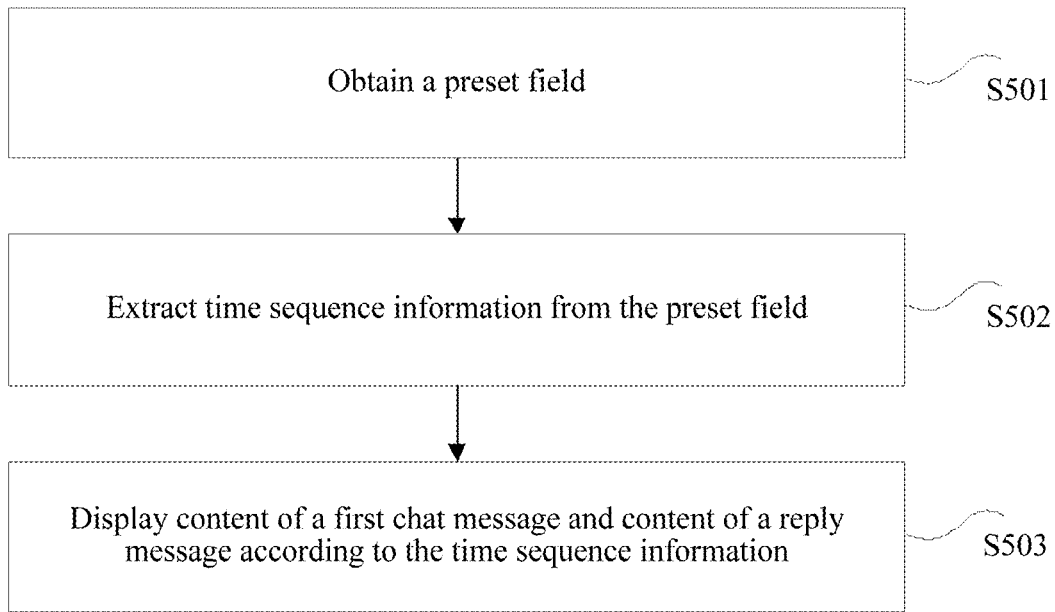 Obtain a preset field
S501
Extract time sequence information from the preset field
S502
Display content of a first chat message and content of a reply
message according to the time sequence information
S503